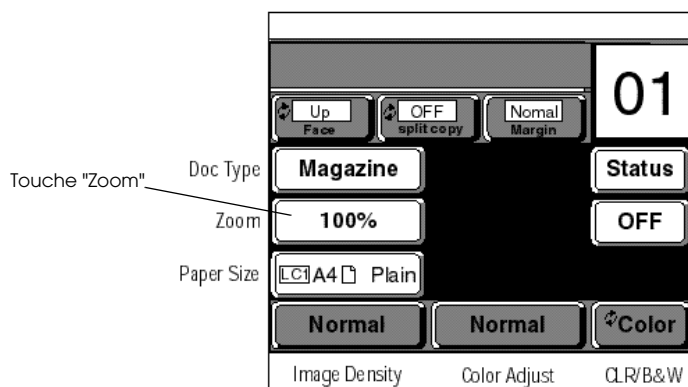 01
Up OFF Nomal
Face split copy Margin
Doc Type Magazine Status
Touche "Zoom"
Zoom 100% OFF
Paper Size LC1 A4 Plain
Normal Normal Color
Image Density Color Adjust CLR/B&W